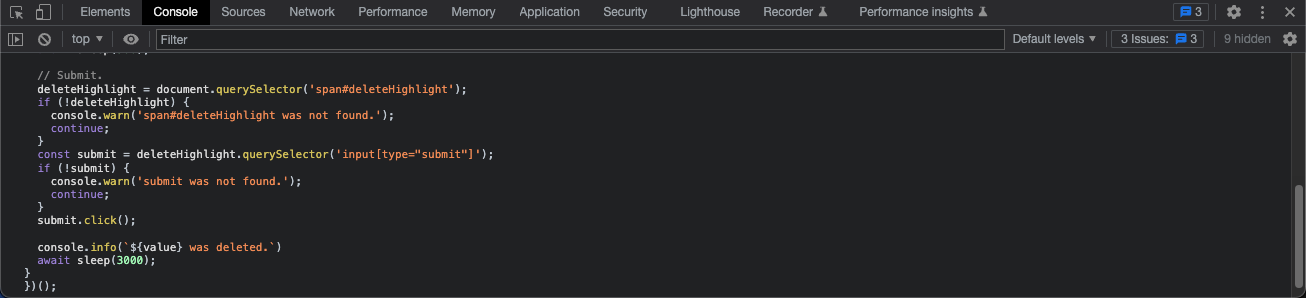 Elements Console Sources Network Performance Memory Application Security Lighthouse Recorder Performance insights 3
top Filter Default levels 3 Issues: 3 9 hidden
// Submit.
deleteHighlight = document.querySelector('span#deleteHighlight');
if (!deleteHighlight) {
console.warn('span#deleteHighlight was not found.');
continue;
}
const submit = deleteHighlight.querySelector('input[type="submit"]');
if (!submit) {
console.warn('submit was not found.');
continue;
}
submit.click();
console.info(`${value} was deleted.`)
await sleep(3000);
}
})();